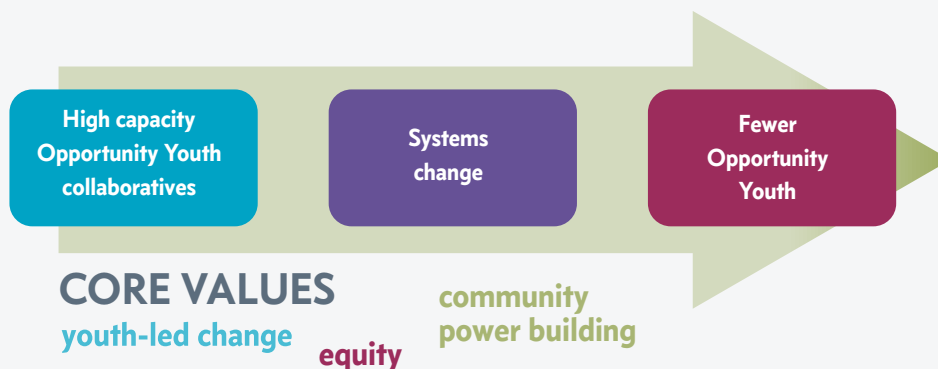 High capacity
Opportunity Youth
collaboratives
Systems
change
Fewer
Opportunity
Youth
CORE VALUES
youth-led change
equity
community
power building